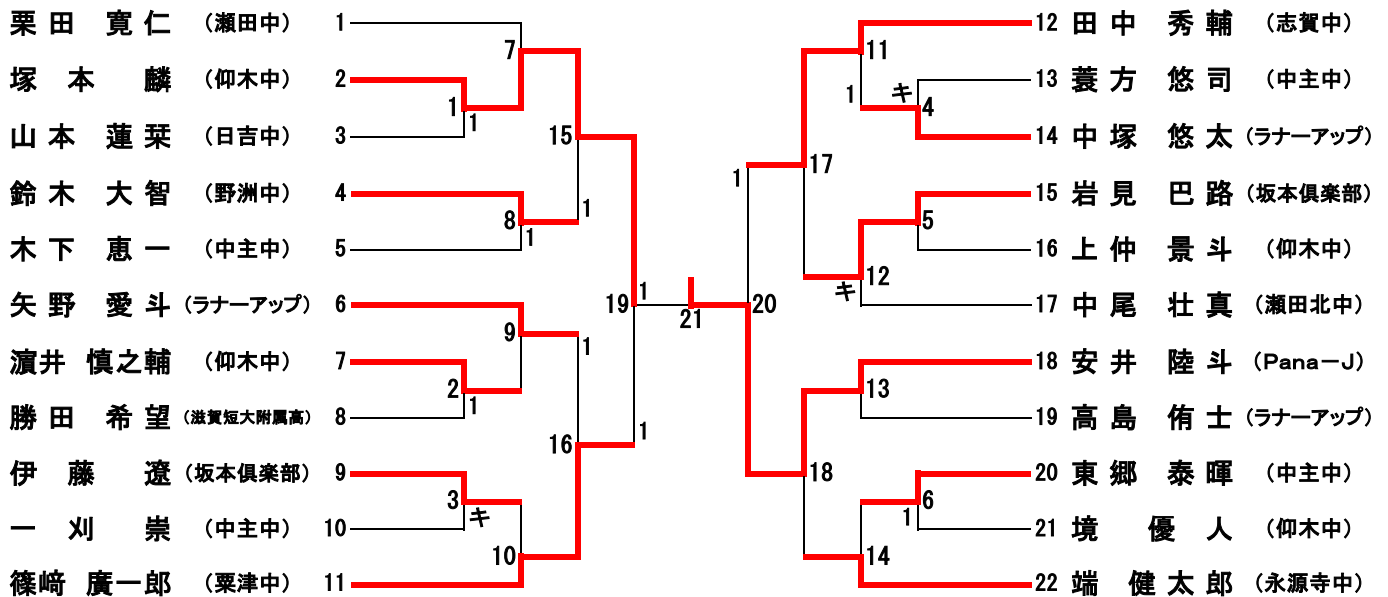 栗田 寛仁 (瀬田中) 1
塚本 麟 (仰木中) 2
山本 蓮栞 (日吉中) 3
鈴木 大智 (野洲中) 4
木下 恵一 (中主中) 5
矢野 愛斗 (ラナーアップ) 6
濵井 慎之輔 (仰木中) 7
勝田 希望 (滋賀短大附属高) 8
伊藤 遼 (坂本倶楽部) 9
一刈 崇 (中主中) 10
篠﨑 廣一郎 (粟津中) 11
7
1
1
15
8
1
1
9
1
2
1
16
3
キ
10
19
1
1
21
20
1
17
11
1
キ
4
5
12
キ
13
18
6
1
14
12 田中 秀輔 (志賀中)
13 蓑方 悠司 (中主中)
14 中塚 悠太 (ラナーアップ)
15 岩見 巴路 (坂本倶楽部)
16 上仲 景斗 (仰木中)
17 中尾 壮真 (瀬田北中)
18 安井 陸斗 (Pana－J)
19 高島 侑士 (ラナーアップ)
20 東郷 泰暉 (中主中)
21 境 優人 (仰木中)
22 端 健太郎 (永源寺中)